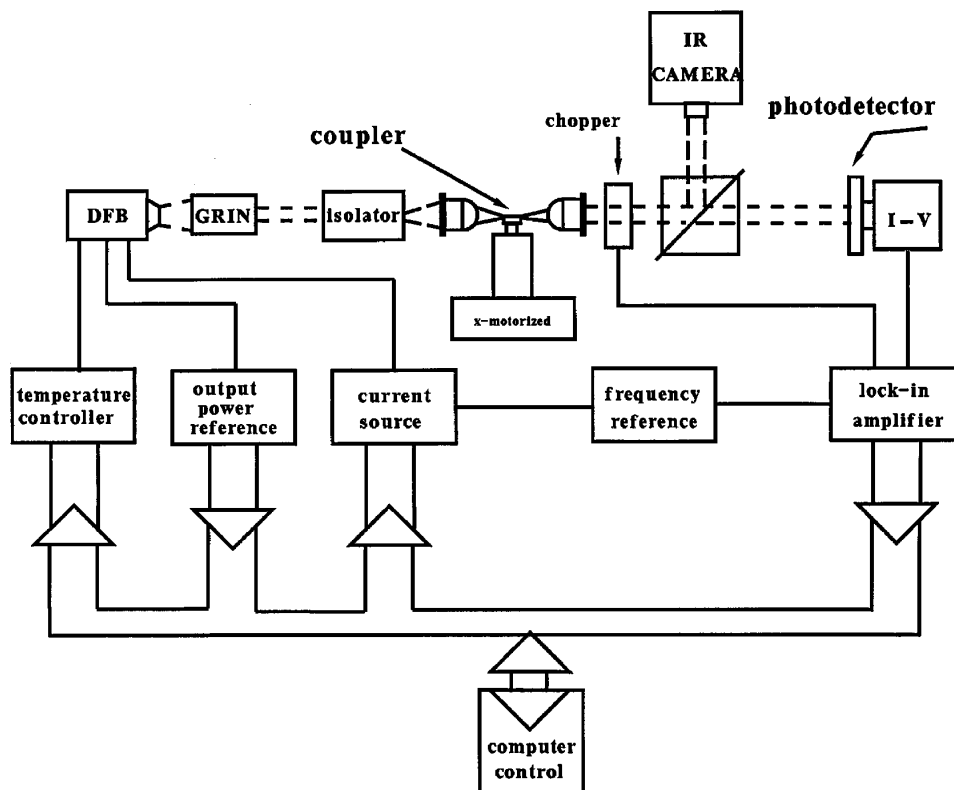 IR
CAMERA
photodetector
chopper
coupler
DFB
GRIN
isolator
I-V
x-motorized
temperature
controller
output
power
reference
current
source
frequency
reference
lock-in
amplifier
computer
control